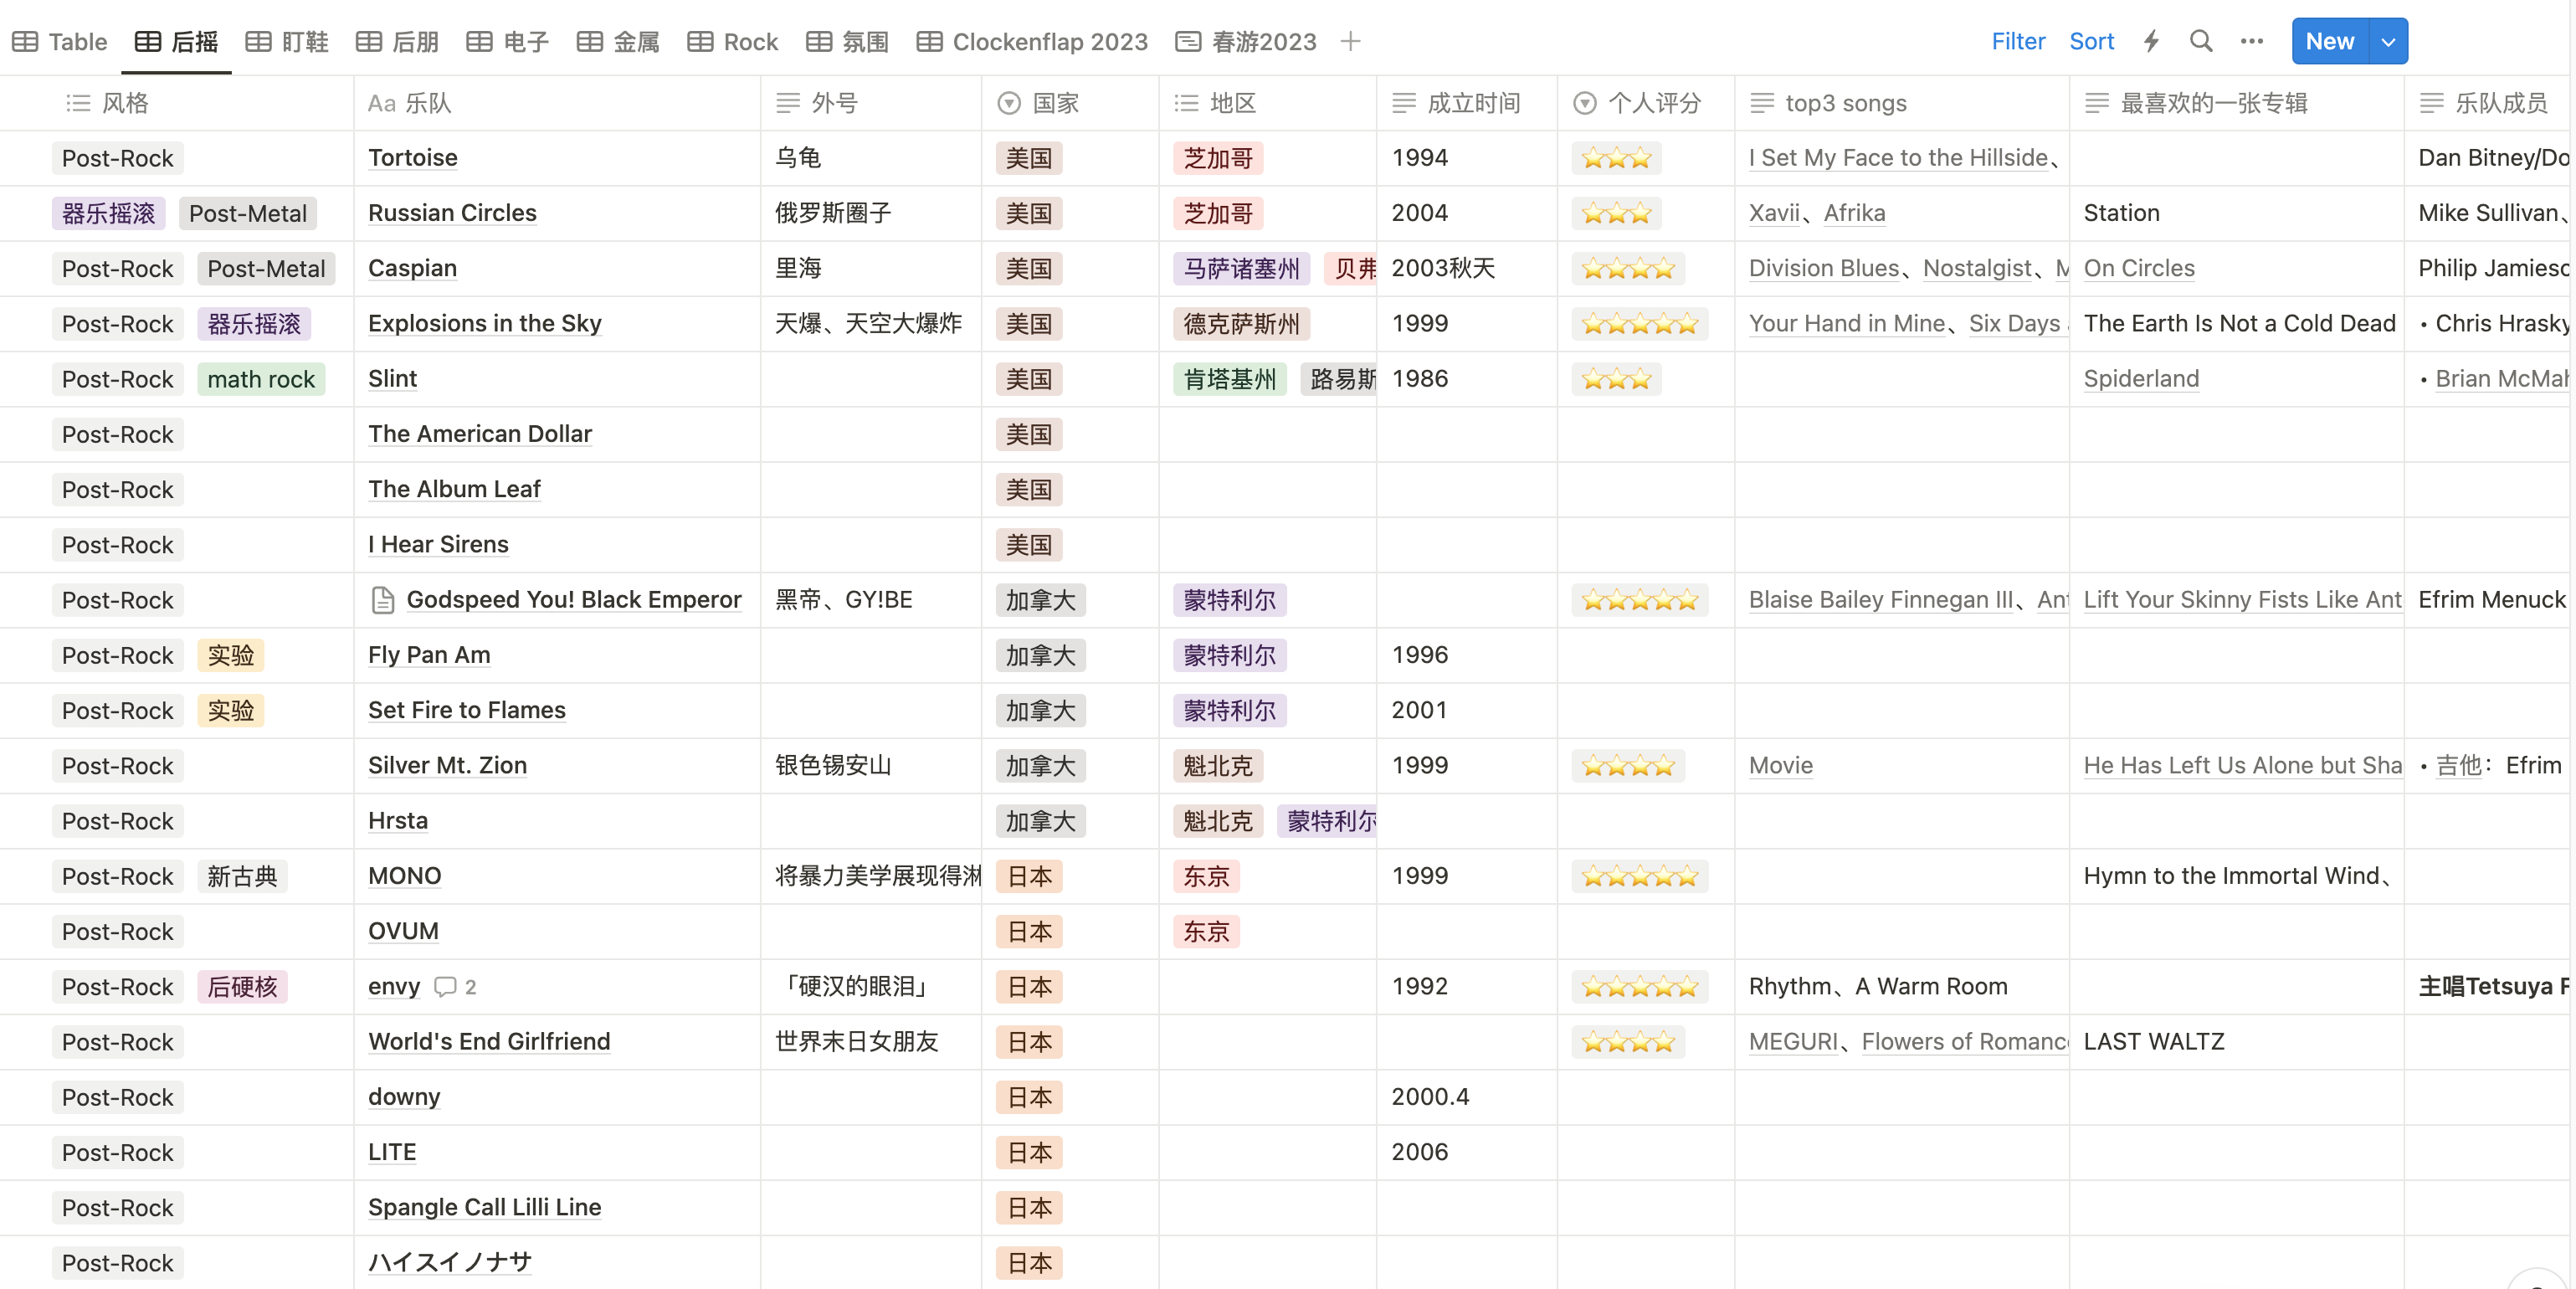 Table 后摇 盯鞋 后朋 电子 金属 Rock 氛围 Clockenflap 2023 春游2023 Filter Sort New
风格 Aa 乐队 外号 国家 地区 成立时间 个人评分 top3 songs 最喜欢的一张专辑 乐队成员
Post-Rock Tortoise 乌龟 美国 芝加哥 1994 ⭐⭐⭐ I Set My Face to the Hillside、 Dan Bitney/Do
器乐摇滚 Post-Metal Russian Circles 俄罗斯圈子 美国 芝加哥 2004 ⭐⭐⭐ Xavii、Afrika Station Mike Sullivan、
Post-Rock Post-Metal Caspian 里海 美国 马萨诸塞州 贝弗 2003秋天 ⭐⭐⭐⭐ Division Blues、Nostalgist、M On Circles Philip Jamieso
Post-Rock 器乐摇滚 Explosions in the Sky 天爆、天空大爆炸 美国 德克萨斯州 1999 ⭐⭐⭐⭐⭐ Your Hand in Mine、Six Days The Earth Is Not a Cold Dead • Chris Hrasky
Post-Rock math rock Slint 美国 肯塔基州 路易斯 1986 ⭐⭐⭐ Spiderland • Brian McMah
Post-Rock The American Dollar 美国
Post-Rock The Album Leaf 美国
Post-Rock I Hear Sirens 美国
Post-Rock Godspeed You! Black Emperor 黑帝、GY!BE 加拿大 蒙特利尔 ⭐⭐⭐⭐⭐ Blaise Bailey Finnegan III、Ant Lift Your Skinny Fists Like Ant Efrim Menuck
Post-Rock 实验 Fly Pan Am 加拿大 蒙特利尔 1996
Post-Rock 实验 Set Fire to Flames 加拿大 蒙特利尔 2001
Post-Rock Silver Mt. Zion 银色锡安山 加拿大 魁北克 1999 ⭐⭐⭐⭐ Movie He Has Left Us Alone but Sha • 吉他：Efrim
Post-Rock Hrsta 加拿大 魁北克 蒙特利尔
Post-Rock 新古典 MONO 将暴力美学展现得淋 日本 东京 1999 ⭐⭐⭐⭐⭐ Hymn to the Immortal Wind、
Post-Rock OVUM 日本 东京
Post-Rock 后硬核 envy 2 「硬汉的眼泪」 日本 1992 ⭐⭐⭐⭐⭐ Rhythm、A Warm Room 主唱Tetsuya F
Post-Rock World's End Girlfriend 世界末日女朋友 日本 ⭐⭐⭐⭐ MEGURI、Flowers of Romance LAST WALTZ
Post-Rock downy 日本 2000.4
Post-Rock LITE 日本 2006
Post-Rock Spangle Call Lilli Line 日本
Post-Rock ハイスイノナサ 日本